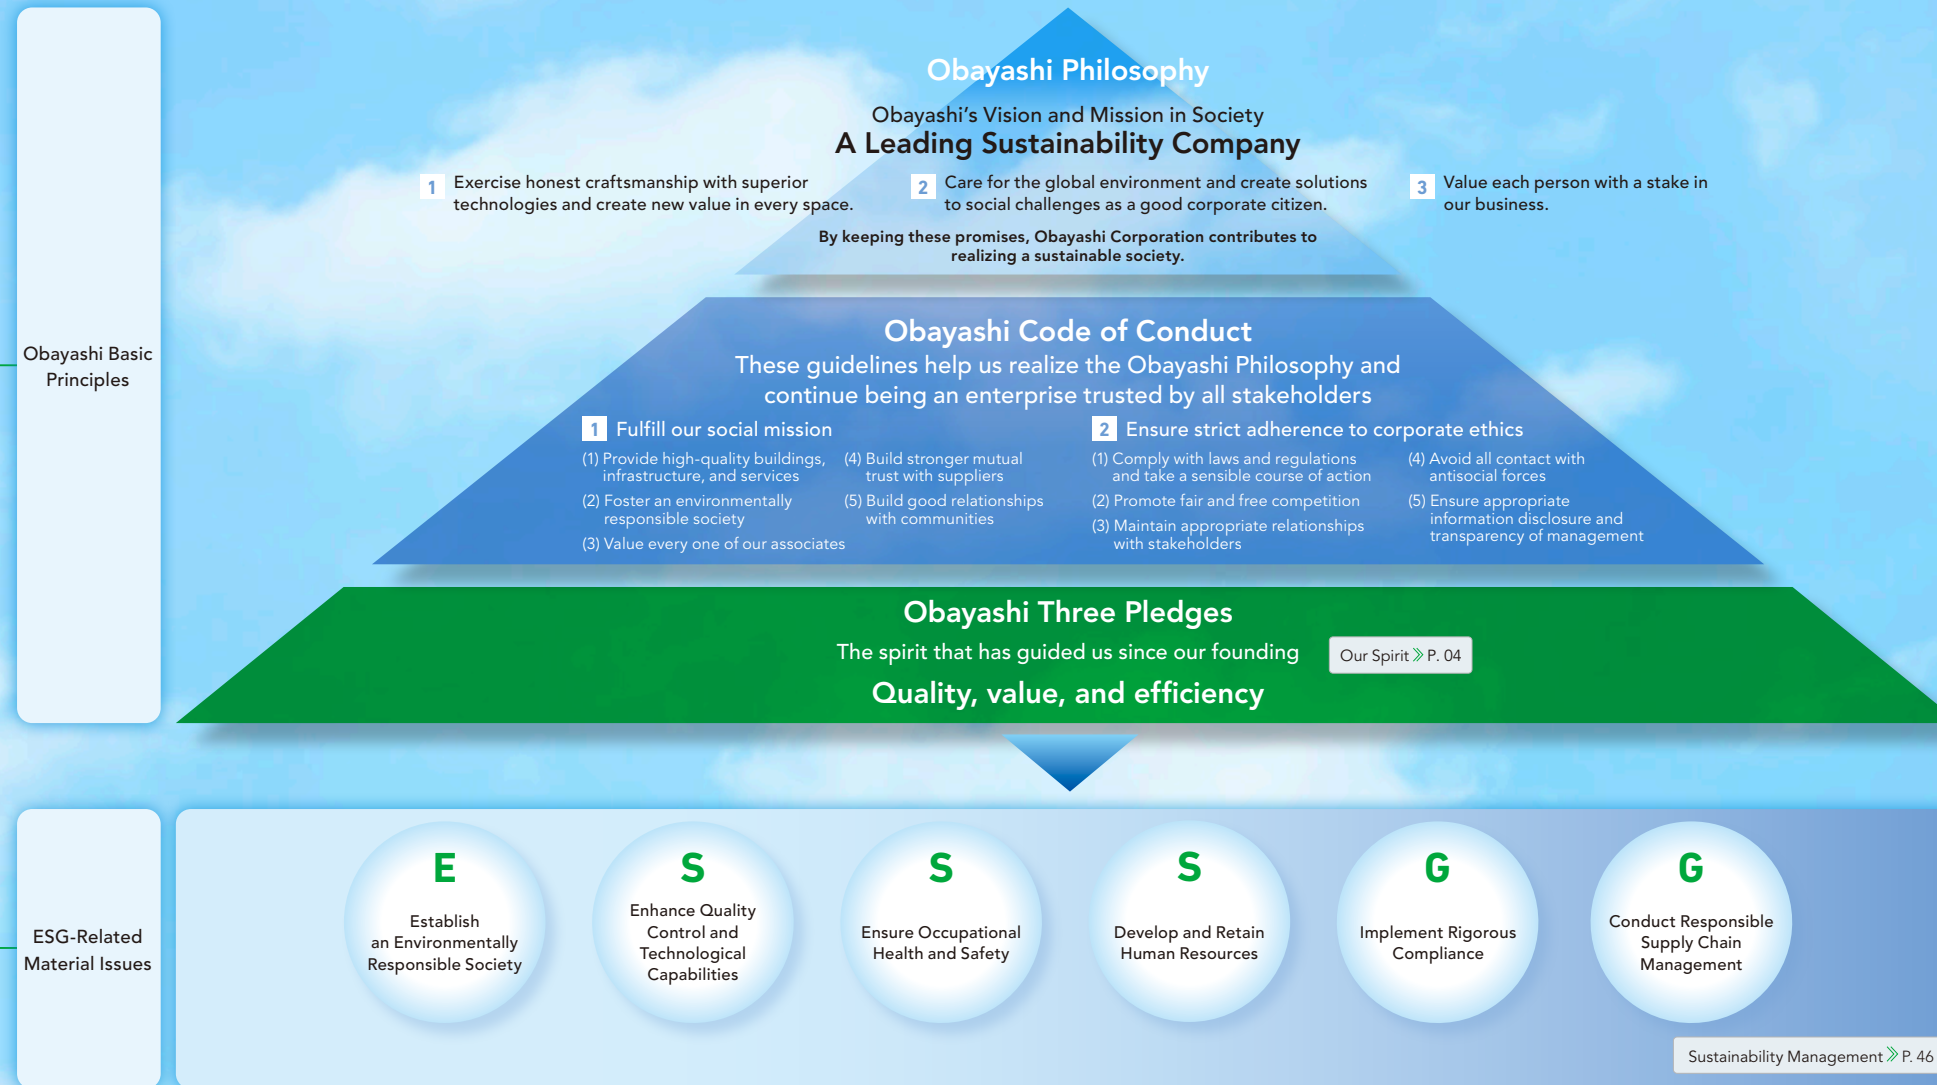 Obayashi Basic
Principles
Obayashi Philosophy
Obayashi's Vision and Mission in Society
A Leading Sustainability Company
1 Exercise honest craftsmanship with superior
technologies and create new value in every space.
2 Care for the global environment and create solutions
to social challenges as a good corporate citizen.
3 Value each person with a stake in
our business.
By keeping these promises, Obayashi Corporation contributes to
realizing a sustainable society.
Obayashi Code of Conduct
These guidelines help us realize the Obayashi Philosophy and
continue being an enterprise trusted by all stakeholders
1 Fulfill our social mission
(1) Provide high-quality buildings,
infrastructure, and services
(2) Foster an environmentally
responsible society
(3) Value every one of our associates
(4) Build stronger mutual
trust with suppliers
(5) Build good relationships
with communities
2 Ensure strict adherence to corporate ethics
(1) Comply with laws and regulations
and take a sensible course of action
(2) Promote fair and free competition
(3) Maintain appropriate relationships
with stakeholders
(4) Avoid all contact with
antisocial forces
(5) Ensure appropriate
information disclosure and
transparency of management
Obayashi Three Pledges
The spirit that has guided us since our founding
Our Spirit » P. 04
Quality, value, and efficiency
ESG-Related
Material Issues
E
Establish
an Environmentally
Responsible Society
S
Enhance Quality
Control and
Technological
Capabilities
S
Ensure Occupational
Health and Safety
S
Develop and Retain
Human Resources
G
Implement Rigorous
Compliance
G
Conduct Responsible
Supply Chain
Management
Sustainability Management » P. 46